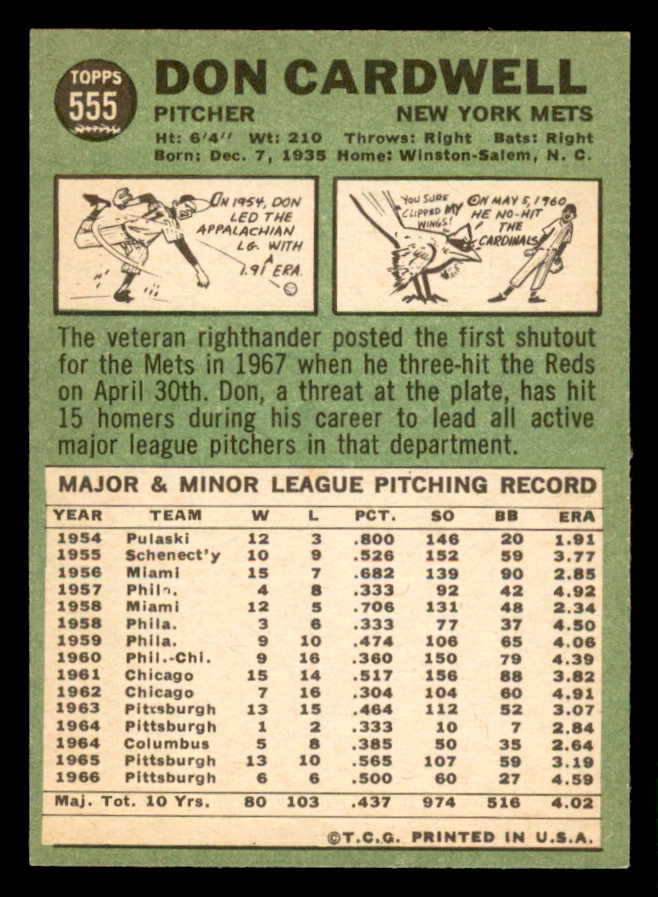 TOPPS
555
DON CARDWELL
PITCHER NEW YORK METS
Ht: 6'4" Wt: 210 Throws: Right Bats: Right
Born: Dec. 7, 1935 Home: Winston-Salem, N. C.
ON 1954, DON
LED THE
APPALACHIAN
LG. WITH
1.91 ERA.
YOU SURE
CLIPPED MY
WINGS!
ON MAY 5, 1960
HE NO-HIT
THE
CARDINALS
The veteran righthander posted the first shutout
for the Mets in 1967 when he three-hit the Reds
on April 30th. Don, a threat at the plate, has hit
15 homers during his career to lead all active
major league pitchers in that department.
MAJOR & MINOR LEAGUE PITCHING RECORD
YEAR TEAM W L PCT. SO BB ERA
1954 Pulaski 12 3 .800 146 20 1.91
1955 Schenect'y 10 9 .526 152 59 3.77
1956 Miami 15 7 .682 139 90 2.85
1957 Phila. 4 8 .333 92 42 4.92
1958 Miami 12 5 .706 131 48 2.34
1958 Phila. 3 6 .333 77 37 4.50
1959 Phila. 9 10 .474 106 65 4.06
1960 Phil.-Chi. 9 16 .360 150 79 4.39
1961 Chicago 15 14 .517 156 88 3.82
1962 Chicago 7 16 .304 104 60 4.91
1963 Pittsburgh 13 15 .464 112 52 3.07
1964 Pittsburgh 1 2 .333 10 7 2.84
1964 Columbus 5 8 .385 50 35 2.64
1965 Pittsburgh 13 10 .565 107 59 3.19
1966 Pittsburgh 6 6 .500 60 27 4.59
Maj. Tot. 10 Yrs. 80 103 .437 974 516 4.02
©T.C.G. PRINTED IN U.S.A.